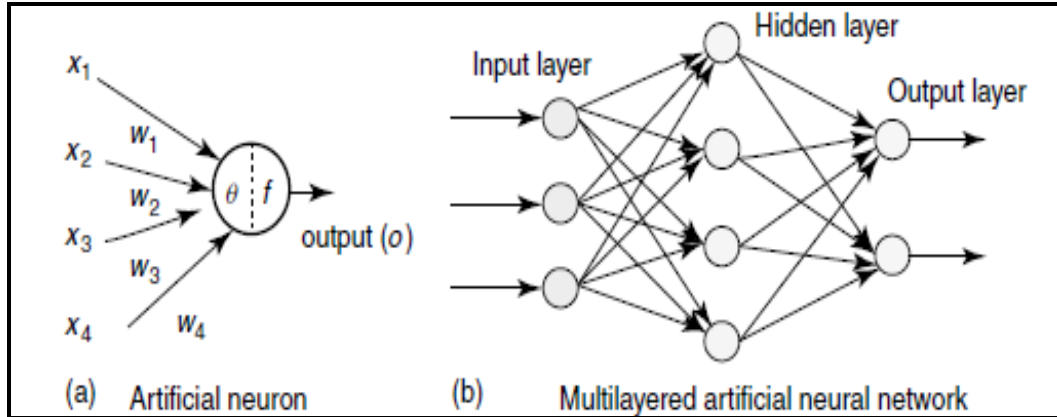 x1
w1
x2
w2
x3
w3
x4
w4
θ f
output (o)
(a) Artificial neuron
Input layer
Hidden layer
Output layer
(b) Multilayered artificial neural network